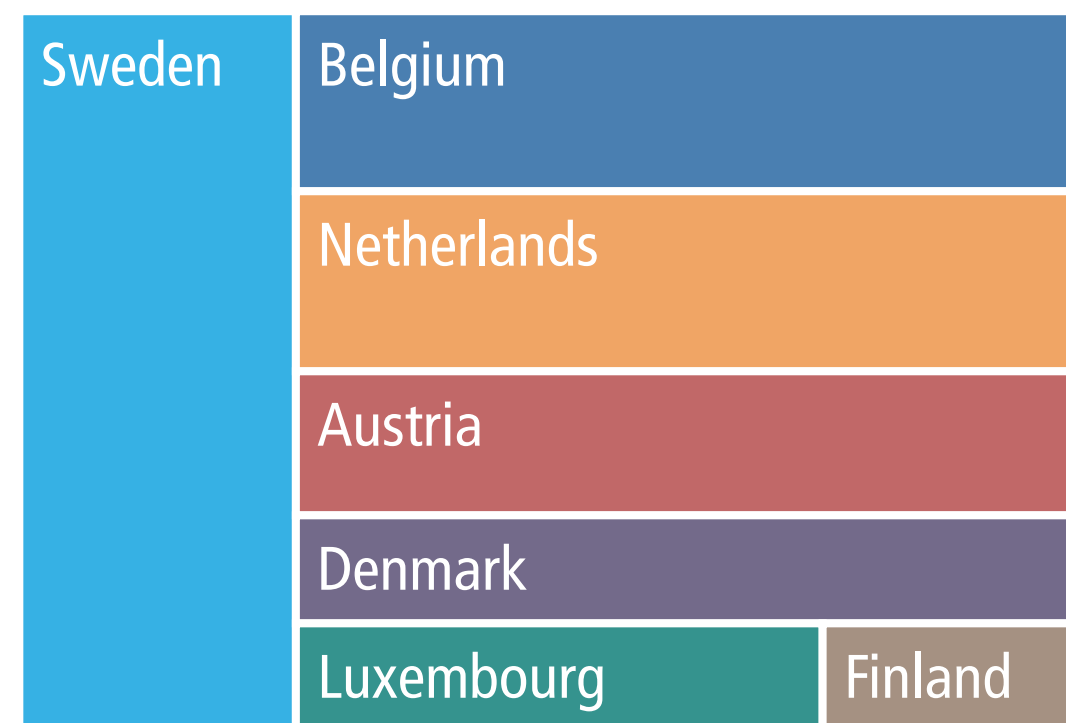 Sweden
Belgium
Netherlands
Austria
Denmark
Luxembourg
Finland